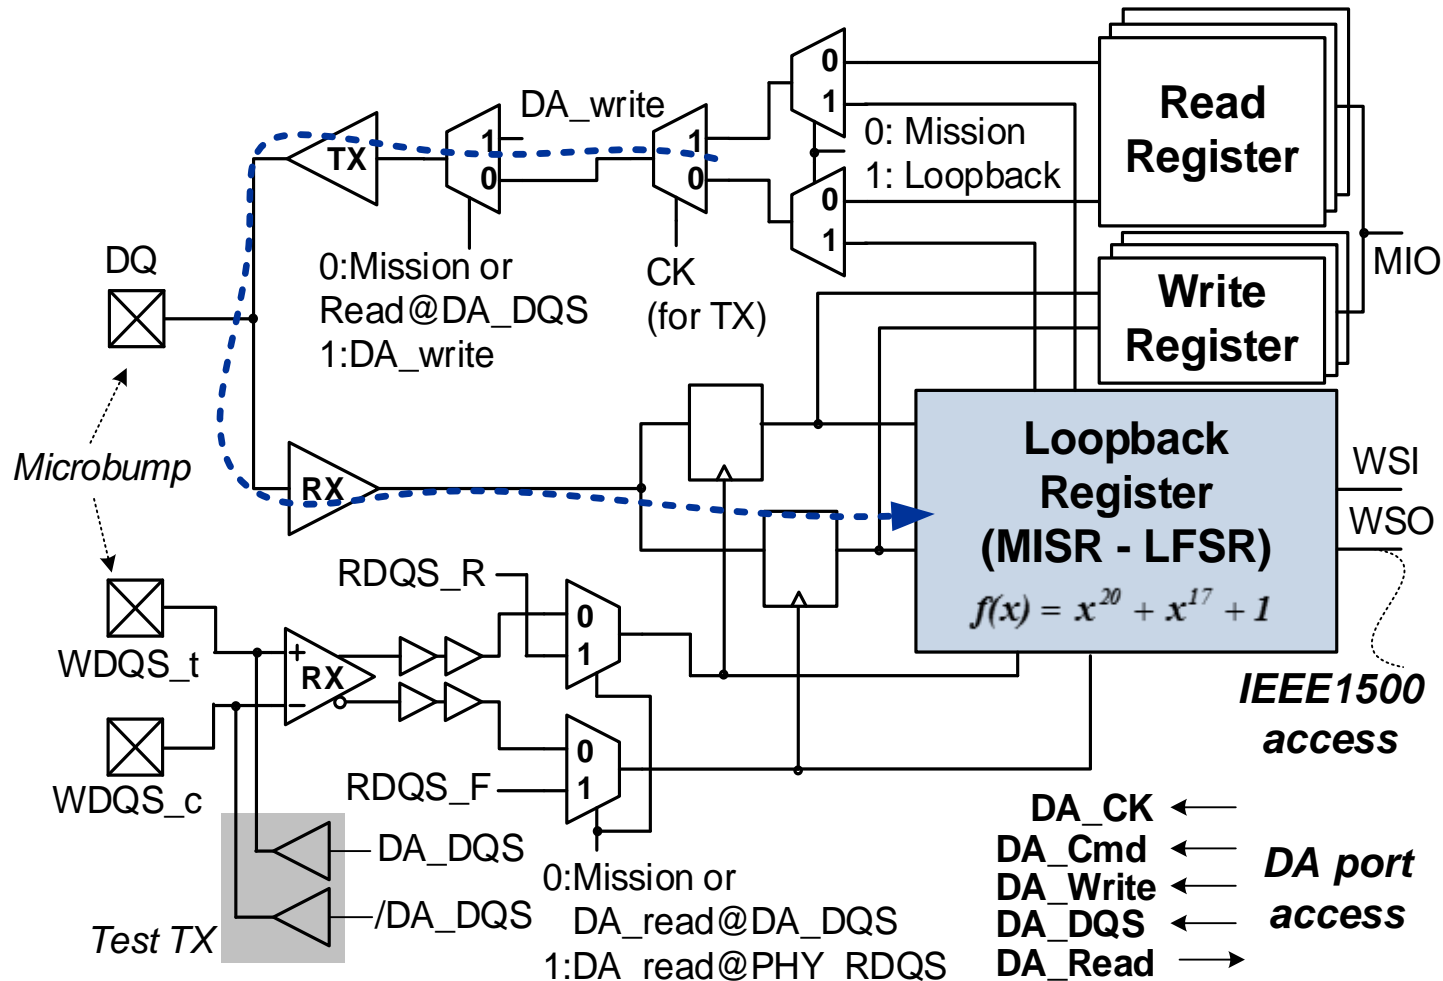 DA_write
0
1
Read
Register
0: Mission
1: Loopback
TX
1
0
1
0
0
1
MIO
DQ
0:Mission or
Read@DA_DQS
1:DA_write
CK
(for TX)
Write
Register
Microbump
RX
Loopback
Register
(MISR - LFSR)
f(x) = x^20 + x^17 + 1
WSI
WSO
RDQS_R
0
1
WDQS_t
+
RX
−
IEEE1500
access
WDQS_c
RDQS_F
0
1
DA_DQS
/DA_DQS
Test TX
0:Mission or
DA_read@DA_DQS
1:DA_read@PHY_RDQS
DA_CK
DA_Cmd
DA_Write
DA_DQS
DA_Read
DA port
access